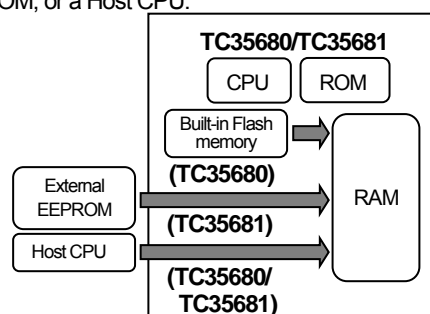 OM, or a Host CPU.
TC35680/TC35681
CPU ROM
Built-in Flash
memory
(TC35680)
External
EEPROM
RAM
(TC35681)
Host CPU
(TC35680/
TC35681)